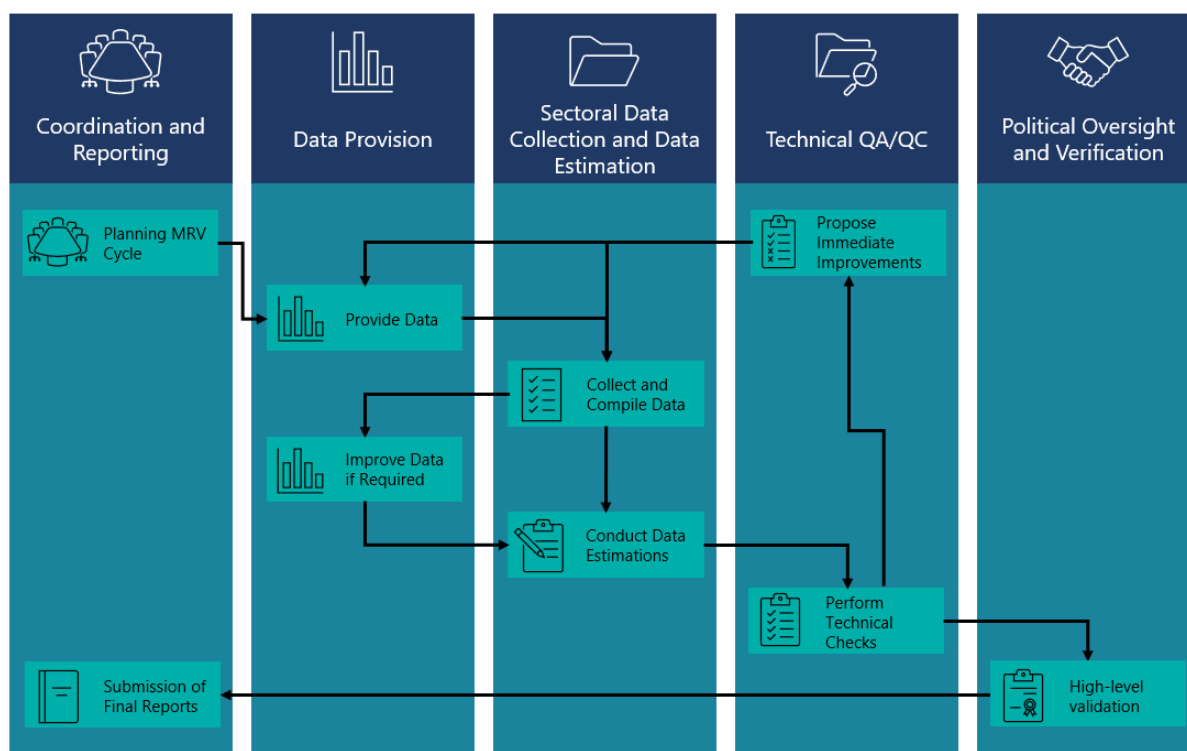 Coordination and
Reporting
Data Provision
Sectoral Data
Collection and Data
Estimation
Technical QA/QC
Political Oversight
and Verification
Planning MRV
Cycle
Propose
Immediate
Improvements
Provide Data
Collect and
Compile Data
Improve Data
if Required
Conduct Data
Estimations
Perform
Technical
Checks
Submission of
Final Reports
High-level
validation